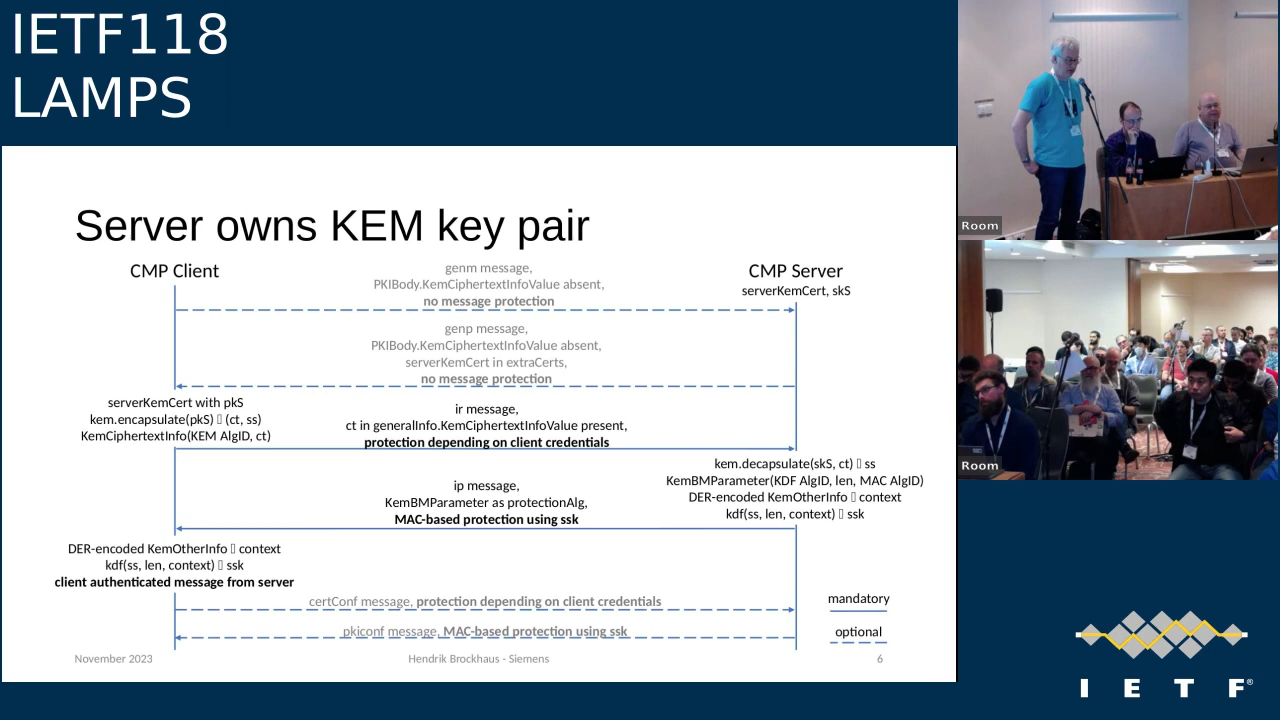 IETF118
LAMPS
Server owns KEM key pair
CMP Client
CMP Server
serverKemCert, skS
genm message,
PKIBody.KemCiphertextInfoValue absent,
no message protection
genp message,
PKIBody.KemCiphertextInfoValue absent,
serverKemCert in extraCerts,
no message protection
serverKemCert with pkS
kem.encapsulate(pkS) ▯ (ct, ss)
KemCiphertextInfo(KEM AlgID, ct)
ir message,
ct in generalInfo.KemCiphertextInfoValue present,
protection depending on client credentials
kem.decapsulate(skS, ct) ▯ ss
KemBMParameter(KDF AlgID, len, MAC AlgID)
DER-encoded KemOtherInfo ▯ context
kdf(ss, len, context) ▯ ssk
ip message,
KemBMParameter as protectionAlg,
MAC-based protection using ssk
DER-encoded KemOtherInfo ▯ context
kdf(ss, len, context) ▯ ssk
client authenticated message from server
certConf message, protection depending on client credentials
pkiconf message, MAC-based protection using ssk
mandatory
optional
November 2023
Hendrik Brockhaus - Siemens
6
Room
Room
I E T F®